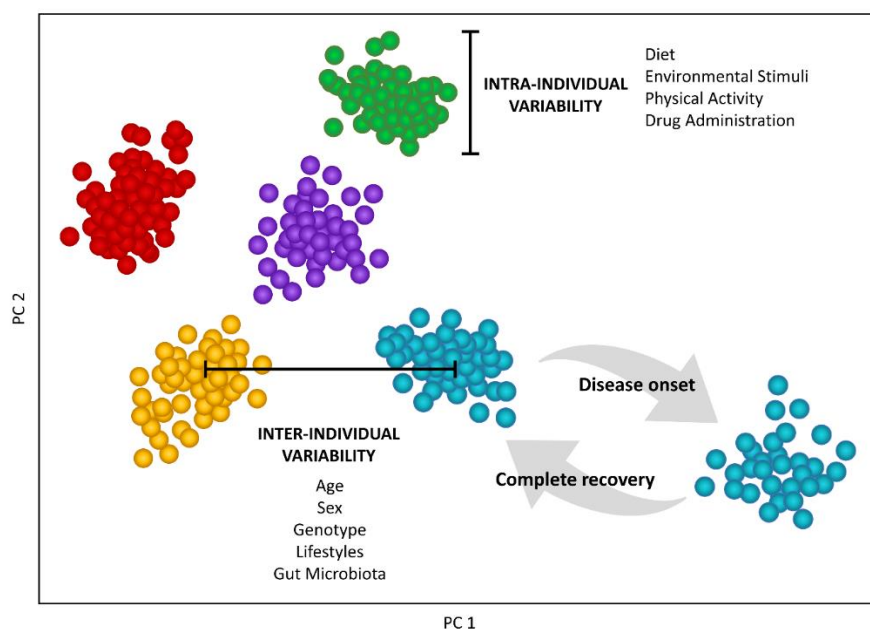 INTRA-INDIVIDUAL
VARIABILITY
Diet
Environmental Stimuli
Physical Activity
Drug Administration
PC 2
Disease onset
INTER-INDIVIDUAL
VARIABILITY
Complete recovery
Age
Sex
Genotype
Lifestyles
Gut Microbiota
PC 1